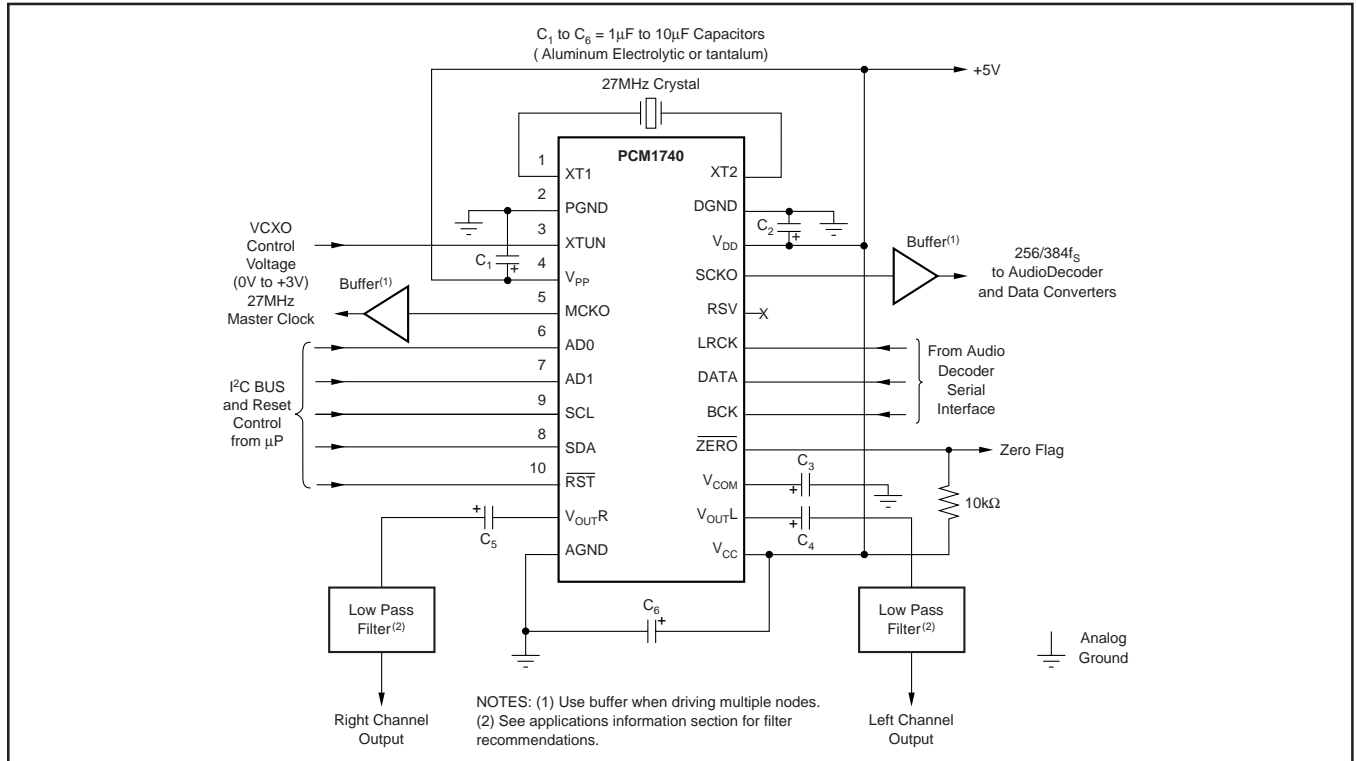 C1 to C6 = 1μF to 10μF Capacitors
( Aluminum Electrolytic or tantalum)
+5V
27MHz Crystal
PCM1740
1
XT1
XT2
2
PGND
DGND
C2
+
VCXO
Control
Voltage
(0V to +3V)
3
XTUN
VDD
C1
+
Buffer(1)
4
VPP
SCKO
256/384fS
to AudioDecoder
and Data Converters
Buffer(1)
27MHz
Master Clock
5
MCKO
RSV
X
6
AD0
LRCK
7
AD1
DATA
From Audio
Decoder
Serial
Interface
I2C BUS
and Reset
Control
from μP
9
SCL
BCK
8
SDA
ZERO
Zero Flag
10
RST
VCOM
C3
+
10kΩ
+
C5
VOUTR
VOUTL
+
C4
AGND
VCC
C6
+
Low Pass
Filter(2)
Low Pass
Filter(2)
Analog
Ground
Right Channel
Output
NOTES: (1) Use buffer when driving multiple nodes.
(2) See applications information section for filter
recommendations.
Left Channel
Output